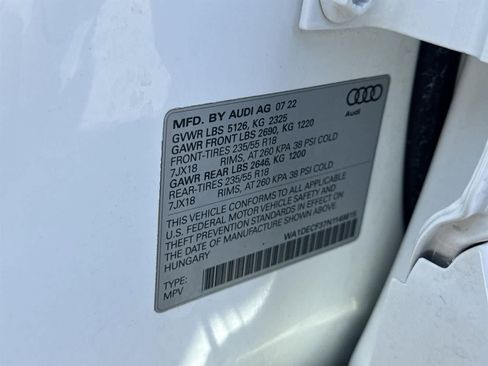 MFD. BY AUDI AG 07 22
GVWR LBS 5126, KG 2325
GAWR FRONT LBS 2690, KG 1220
FRONT-TIRES 235/55 R18
7JX18 RIMS, AT 260 KPA 38 PSI COLD
GAWR REAR LBS 2646, KG 1200
REAR-TIRES 235/55 R18
7JX18 RIMS, AT 260 KPA 38 PSI COLD
THIS VEHICLE CONFORMS TO ALL APPLICABLE
U.S. FEDERAL MOTOR VEHICLE SAFETY AND
THEFT PREVENTION STANDARDS IN EFFECT ON
THE DATE OF MANUFACTURE SHOWN ABOVE.
HUNGARY
TYPE:
MPV
Audi